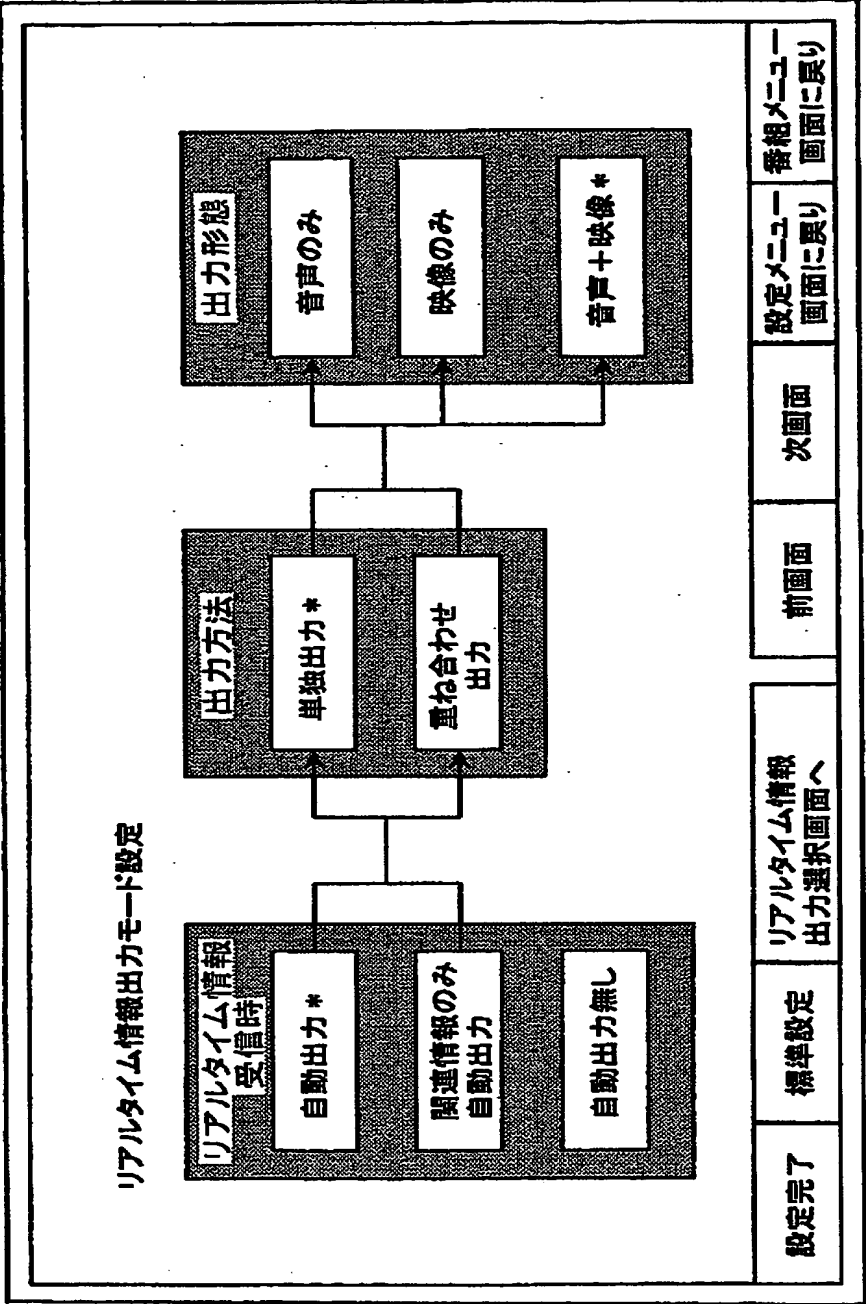 リアルタイム情報出力モード設定
リアルタイム情報
受信時
自動出力*
関連情報のみ
自動出力
自動出力無し
出力方法
単独出力*
重ね合わせ
出力
出力形態
音声のみ
映像のみ
音声+映像*
設定完了
標準設定
リアルタイム情報
出力選択画面へ
前画面
次画面
設定メニュー
画面に戻り
番組メニュー
画面に戻り